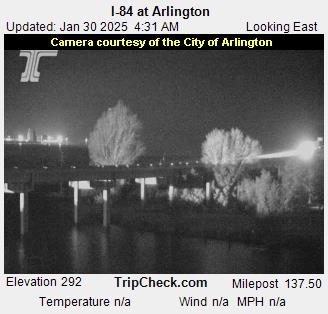 I-84 at Arlington
Updated: Jan 30 2025 4:31 AM Looking East
Camera courtesy of the City of Arlington
Elevation 292 TripCheck.com Milepost 137.50
Temperature n/a Wind n/a MPH n/a